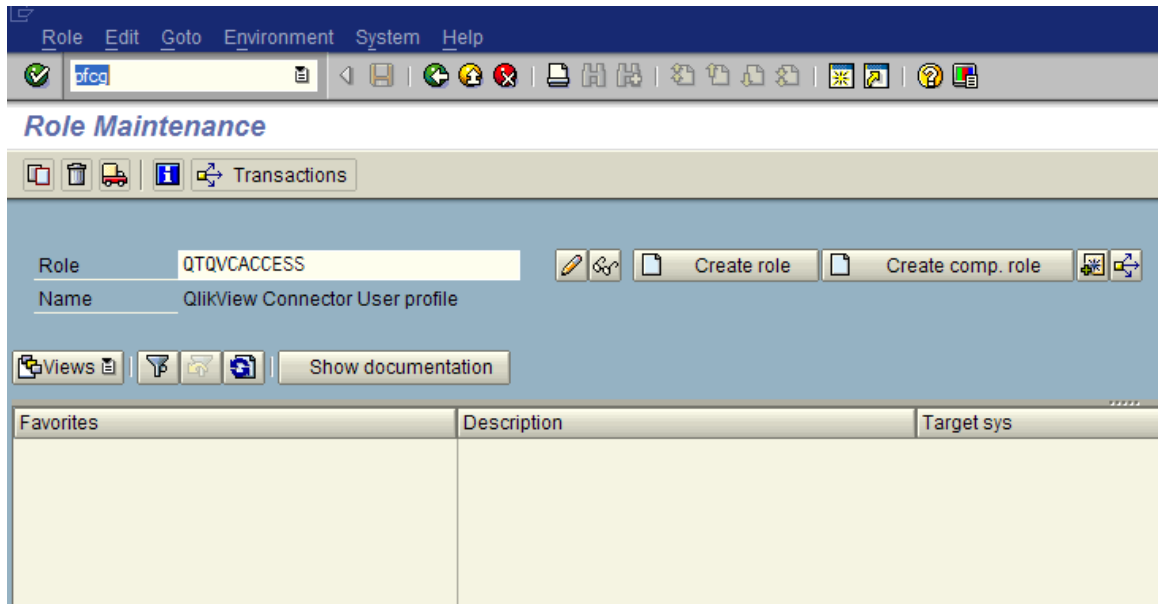 Role Edit Goto Environment System Help
pfcg
Role Maintenance
Transactions
Role QTQVCACCESS Create role Create comp. role
Name QlikView Connector User profile
Views Show documentation
Favorites Description Target sys